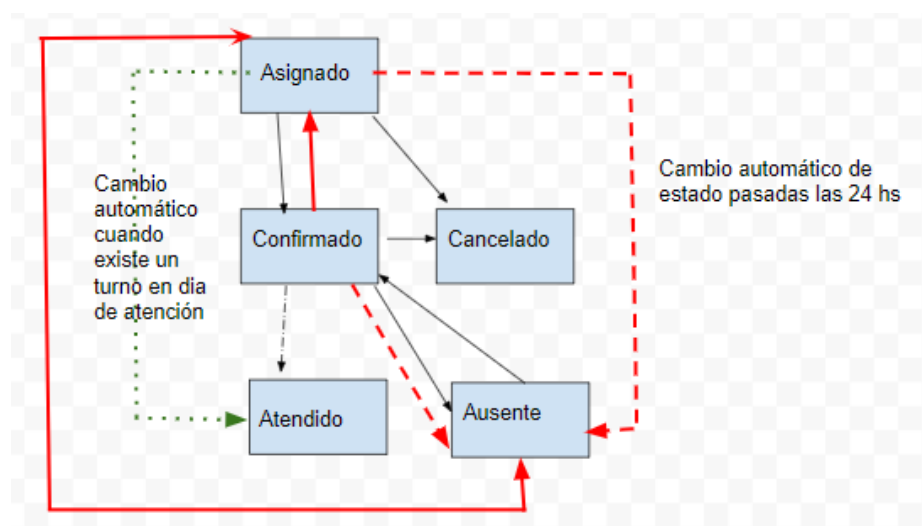 Asignado
Cambio automático de
estado pasadas las 24 hs
Cambio
automático
cuando
existe un
turno en dia
de atención
Confirmado
Cancelado
Atendido
Ausente